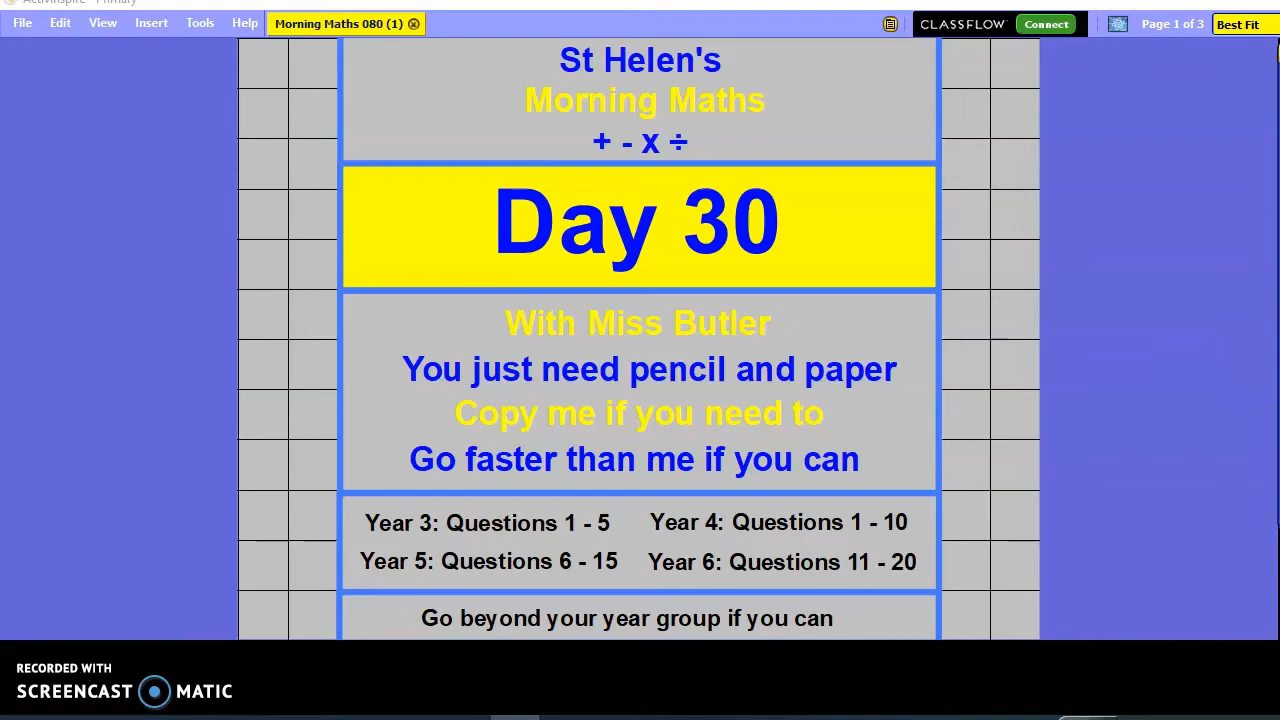 File Edit View Insert Tools Help Morning Maths 080 (1) CLASSFLOW Connect Page 1 of 3 Best Fit
St Helen's
Morning Maths
+ - x ÷
Day 30
With Miss Butler
You just need pencil and paper
Copy me if you need to
Go faster than me if you can
Year 3: Questions 1 - 5 Year 4: Questions 1 - 10
Year 5: Questions 6 - 15 Year 6: Questions 11 - 20
Go beyond your year group if you can
RECORDED WITH
SCREENCAST MATIC